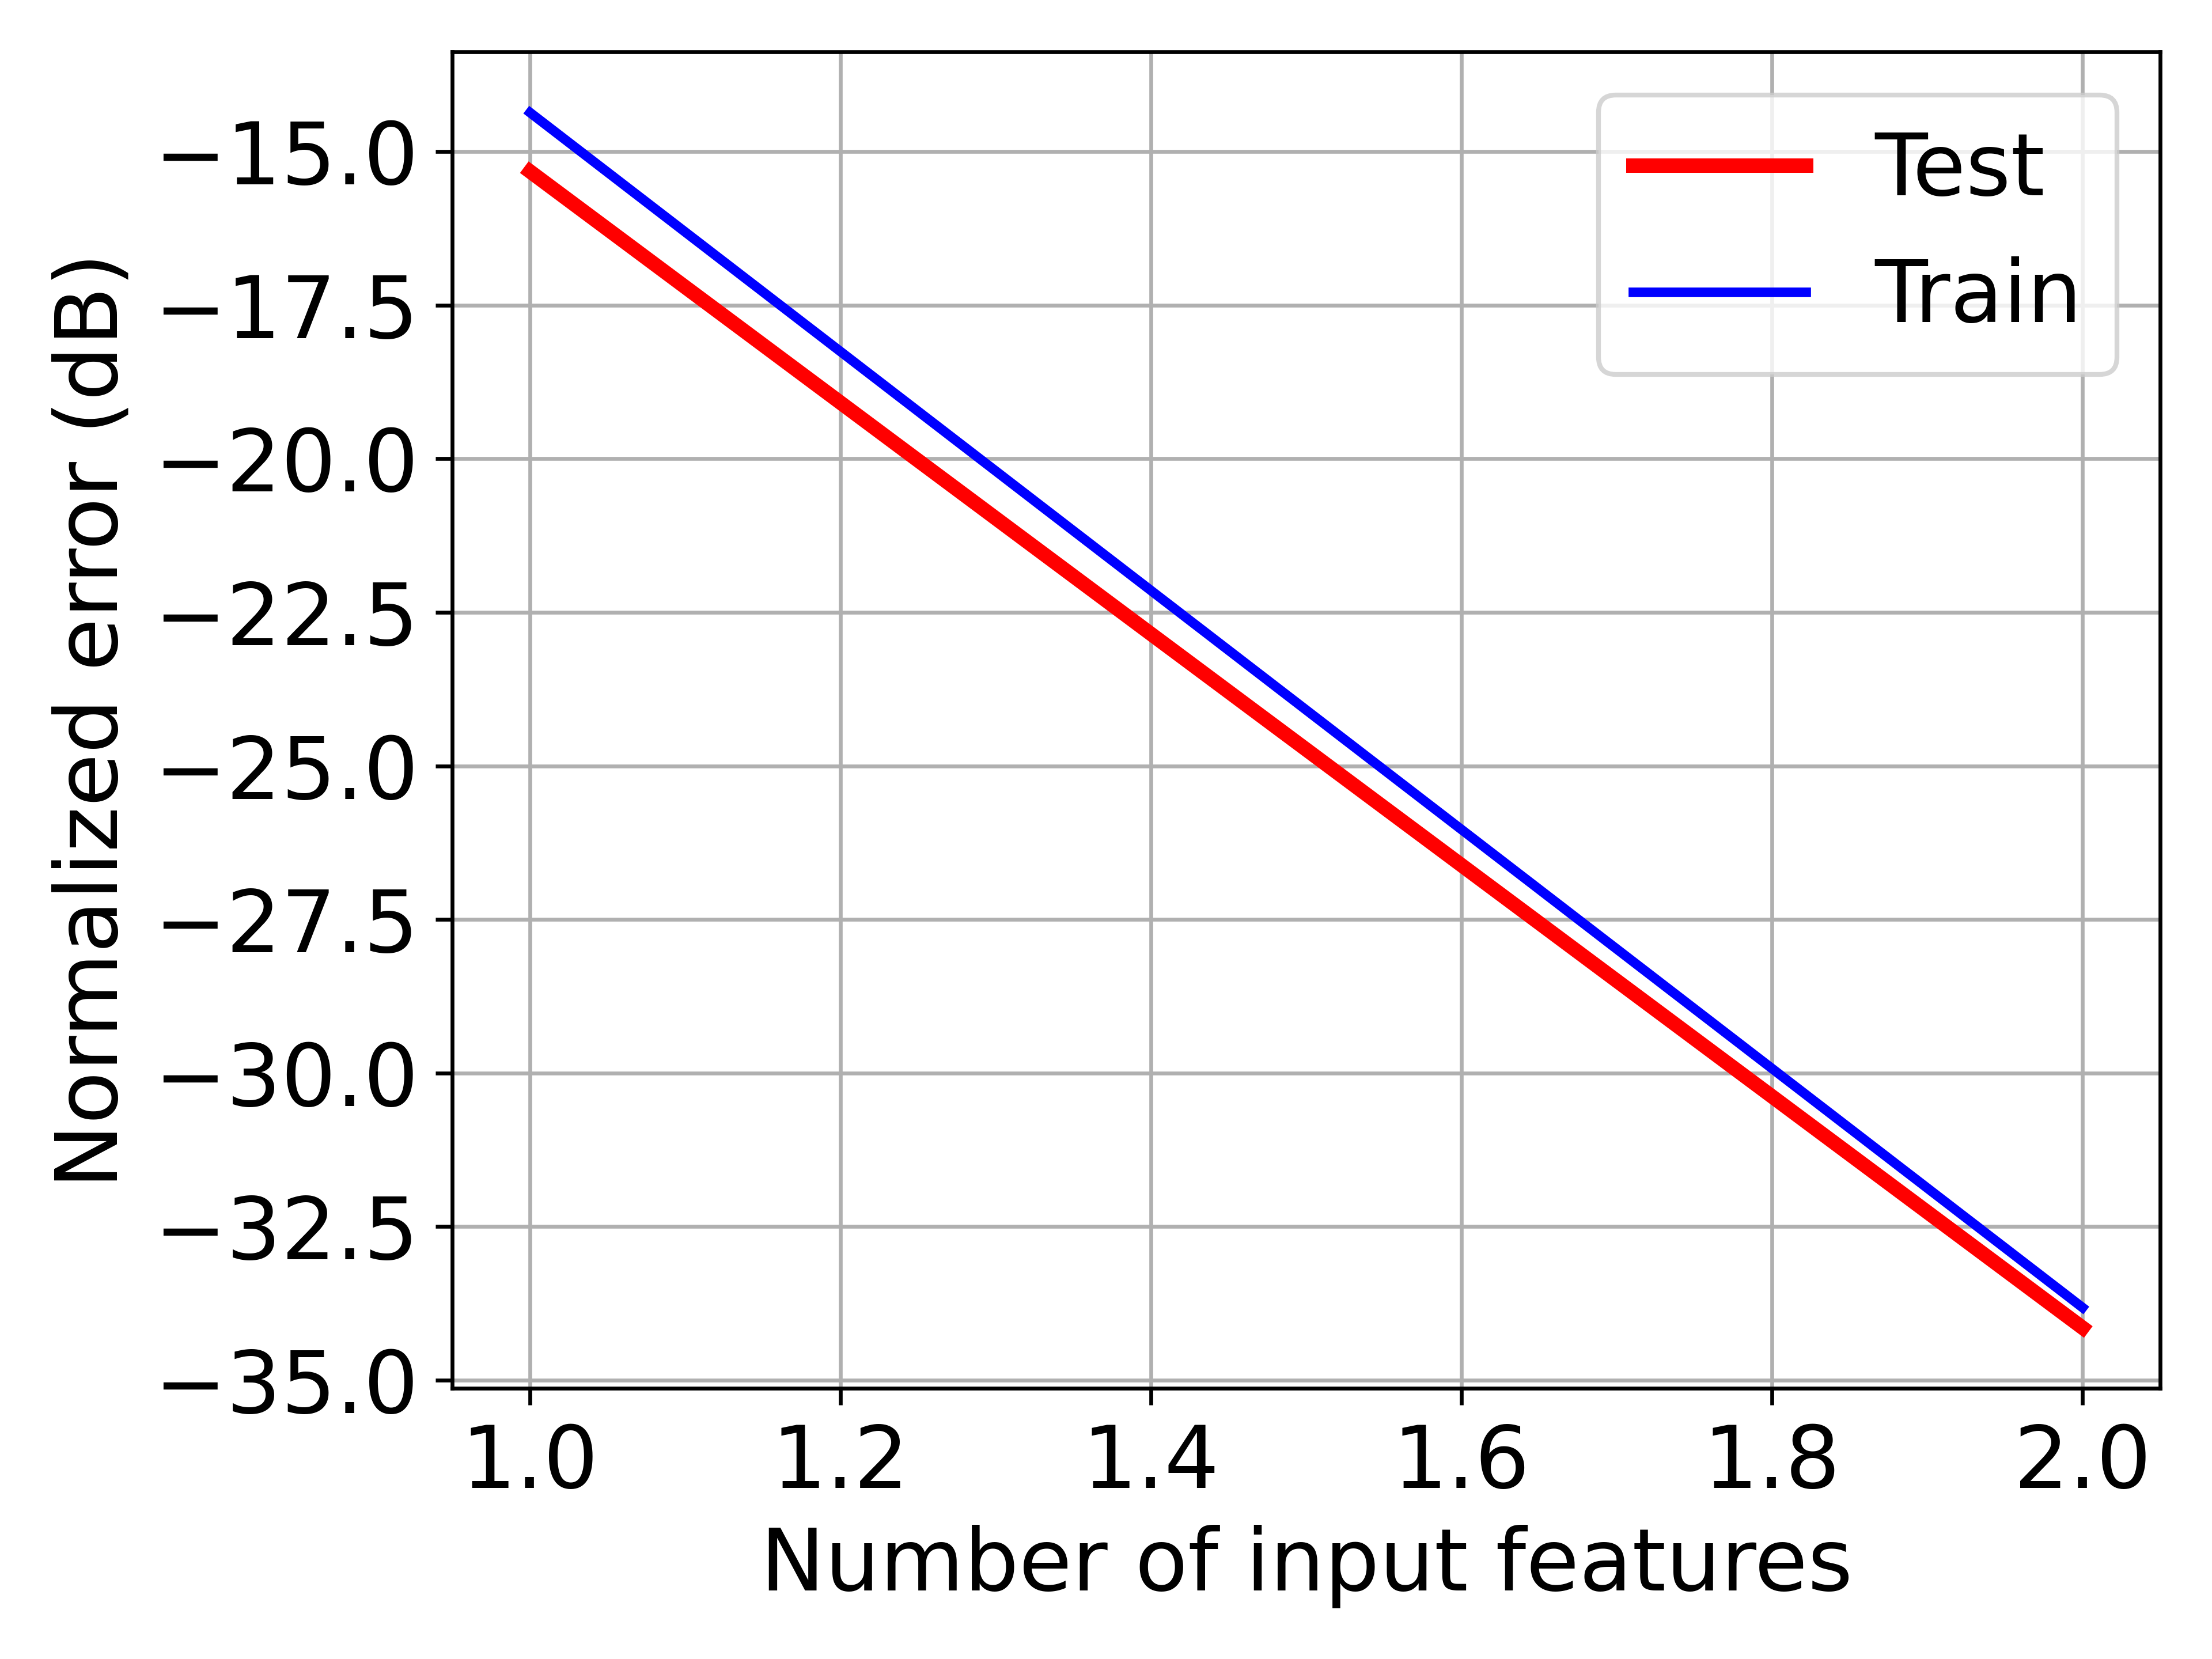 Normalized error (dB)
−15.0
−17.5
−20.0
−22.5
−25.0
−27.5
−30.0
−32.5
−35.0
Test
Train
1.0 1.2 1.4 1.6 1.8 2.0
Number of input features